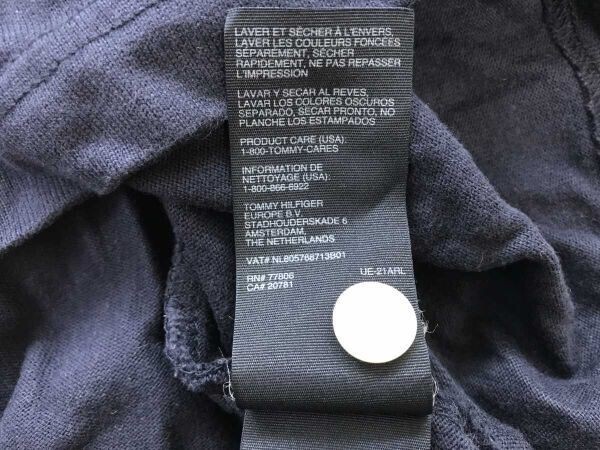 LAVER ET SÉCHER À L'ENVERS,
LAVER LES COULEURS FONCÉES
SÉPARÉMENT, SÉCHER
RAPIDEMENT, NE PAS REPASSER
L'IMPRESSION
LAVAR Y SECAR AL REVES,
LAVAR LOS COLORES OSCUROS
SEPARADO, SECAR PRONTO, NO
PLANCHE LOS ESTAMPADOS
PRODUCT CARE (USA):
1-800-TOMMY-CARES
INFORMATION DE
NETTOYAGE (USA):
1-800-866-6922
TOMMY HILFIGER
EUROPE B.V.
STADHOUDERSKADE 6
AMSTERDAM,
THE NETHERLANDS
VAT# NL805768713B01
RN# 77806
CA# 20781
UE-21ARL